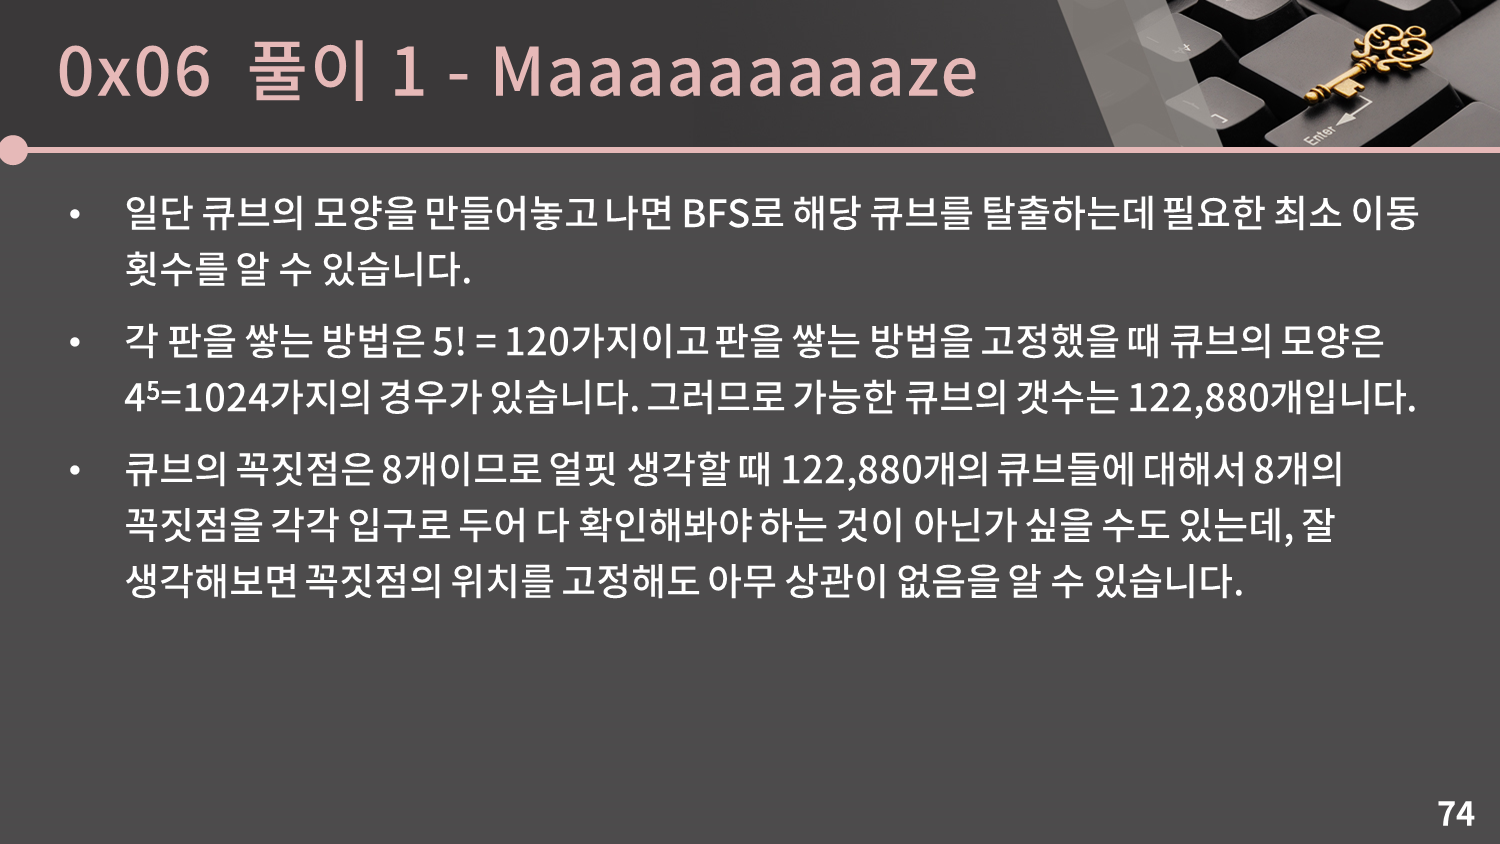 0x06 풀이 1 - Maaaaaaaaaaze
Enter
• 일단 큐브의 모양을 만들어놓고 나면 BFS로 해당 큐브를 탈출하는데 필요한 최소 이동
횟수를 알 수 있습니다.
• 각 판을 쌓는 방법은 5! = 120가지이고 판을 쌓는 방법을 고정했을 때 큐브의 모양은
4⁵=1024가지의 경우가 있습니다. 그러므로 가능한 큐브의 갯수는 122,880개입니다.
• 큐브의 꼭짓점은 8개이므로 얼핏 생각할 때 122,880개의 큐브들에 대해서 8개의
꼭짓점을 각각 입구로 두어 다 확인해봐야 하는 것이 아닌가 싶을 수도 있는데, 잘
생각해보면 꼭짓점의 위치를 고정해도 아무 상관이 없음을 알 수 있습니다.
74